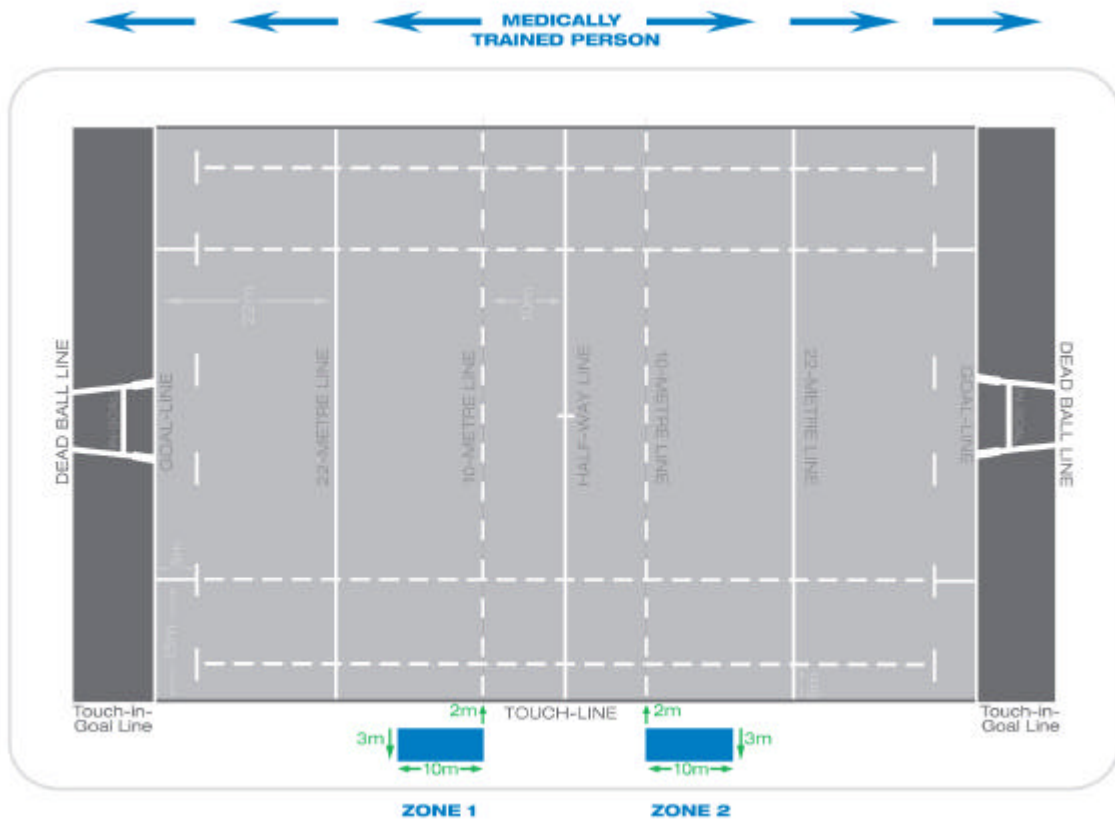 MEDICALLY
TRAINED PERSON
22m
10m
DEAD BALL LINE
GOAL-LINE
22-METRE LINE
10-METRE LINE
HALF-WAY LINE
10-METRE LINE
22-METRE LINE
GOAL-LINE
DEAD BALL LINE
5m
15m
Touch-in-
Goal Line
2m
TOUCH-LINE
2m
Touch-in-
Goal Line
3m
10m
10m
3m
ZONE 1
ZONE 2